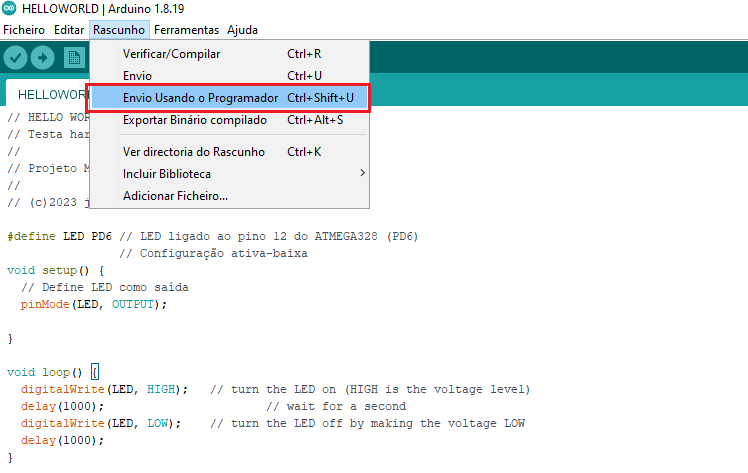 HELLOWORLD | Arduino 1.8.19
Ficheiro Editar Rascunho Ferramentas Ajuda
Verificar/Compilar Ctrl+R
Envio Ctrl+U
Envio Usando o Programador Ctrl+Shift+U
Exportar Binário compilado Ctrl+Alt+S
Ver directoria do Rascunho Ctrl+K
Incluir Biblioteca
Adicionar Ficheiro...
HELLOWORL
// HELLO WOR
// Testa har
//
// Projeto M
//
// (c)2023 j
#define LED PD6 // LED ligado ao pino 12 do ATMEGA328 (PD6)
// Configuração ativa-baixa
void setup() {
// Define LED como saída
pinMode(LED, OUTPUT);
}
void loop() {
digitalWrite(LED, HIGH); // turn the LED on (HIGH is the voltage level)
delay(1000); // wait for a second
digitalWrite(LED, LOW); // turn the LED off by making the voltage LOW
delay(1000);
}